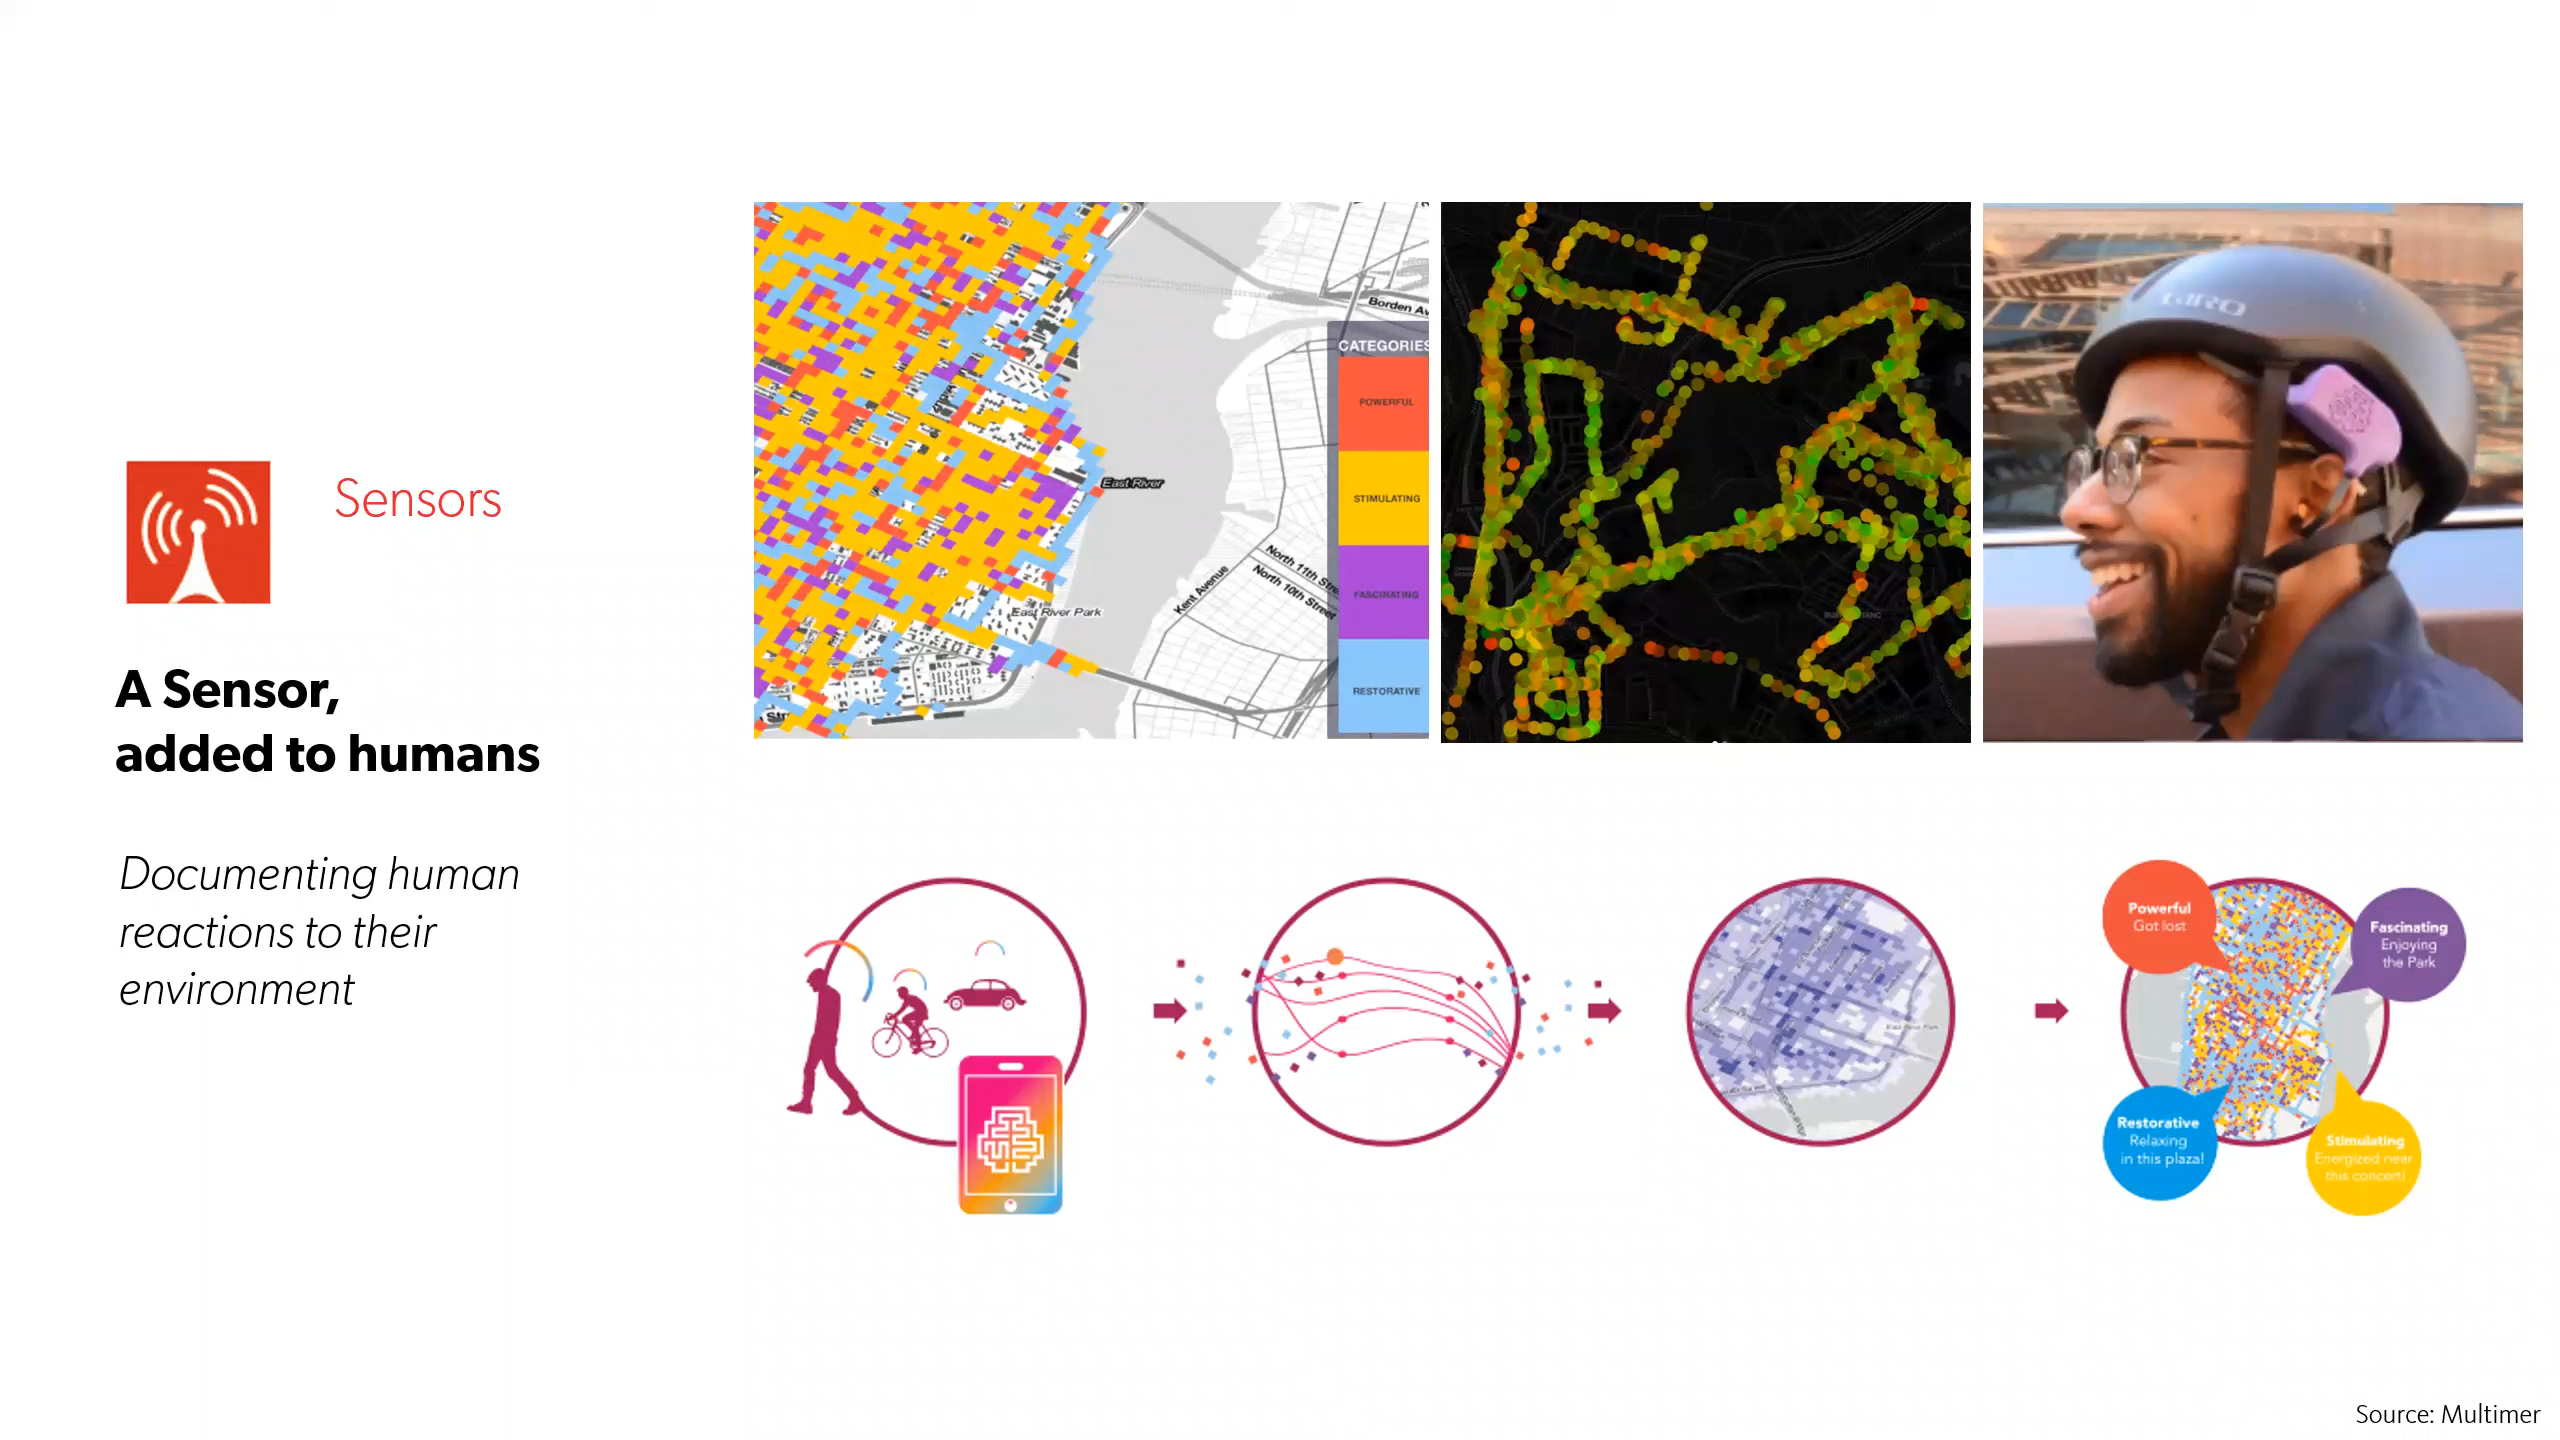 Sensors
A Sensor,
added to humans
Documenting human
reactions to their
environment
Borden Av
CATEGORIES
POWERFUL
STIMULATING
FASCINATING
RESTORATIVE
East River
East River Park
North 11th Stre
North 10th Street
Kent Avenue
GIRO
Powerful
Got lost
Fascinating
Enjoying
the Park
Restorative
Relaxing
in this plaza!
Stimulating
Energized near
this concert!
Source: Multimer